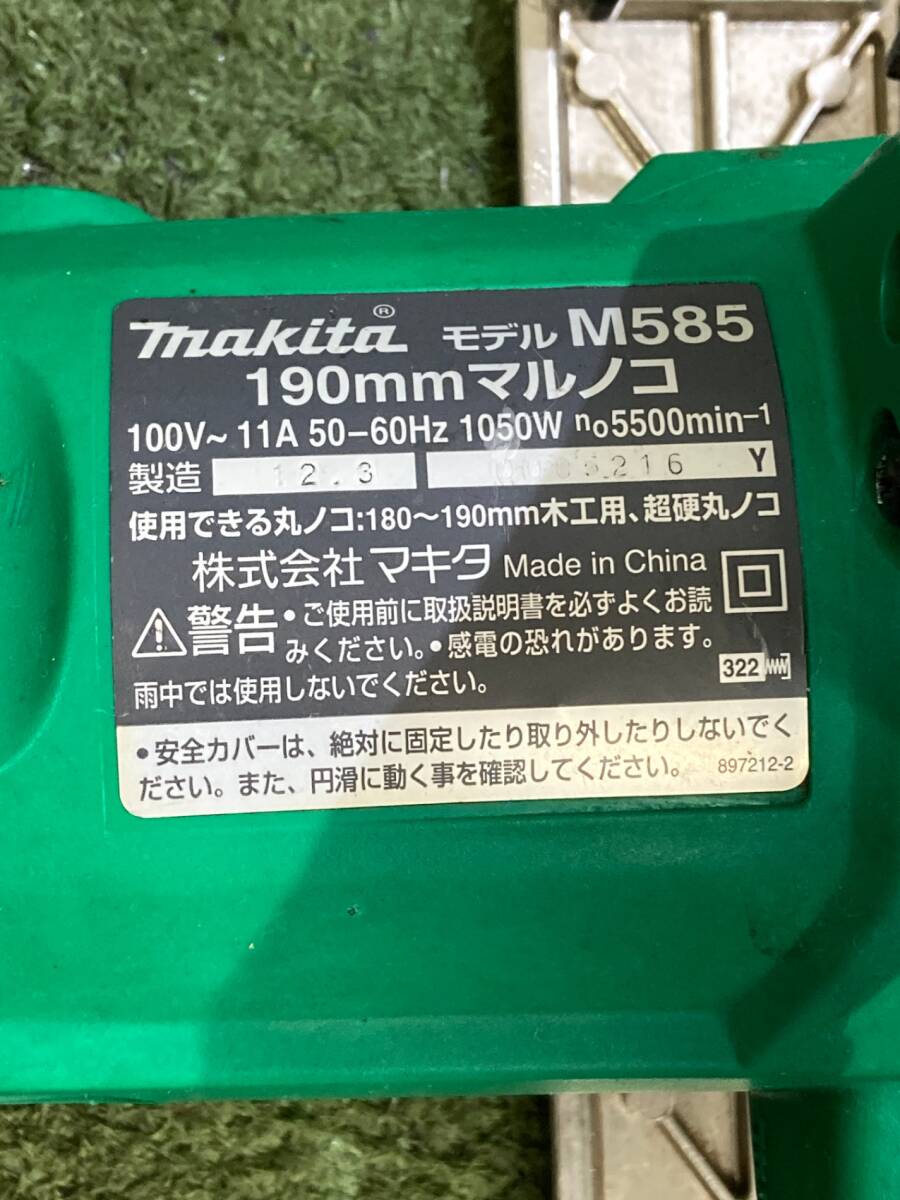 makita® モデル M585
190mmマルノコ
100V~ 11A 50-60Hz 1050W n₀5500min⁻¹
製造 12.3 Y
使用できる丸ノコ:180~190mm木工用、超硬丸ノコ
株式会社マキタ Made in China
警告 •ご使用前に取扱説明書を必ずよくお読
みください。•感電の恐れがあります。
雨中では使用しないでください。
322
•安全カバーは、絶対に固定したり取り外したりしないでく
ださい。また、円滑に動く事を確認してください。 897212-2